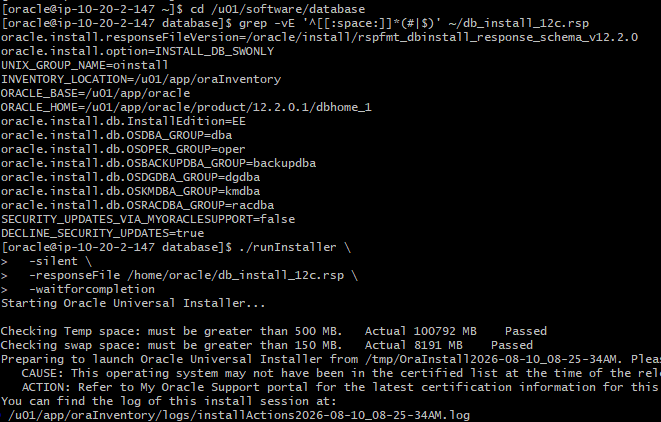 [oracle@ip-10-20-2-147 ~]$ cd /u01/software/database
[oracle@ip-10-20-2-147 database]$ grep -vE '^[[:space:]]*(#|$)' ~/db_install_12c.rsp
oracle.install.responseFileVersion=/oracle/install/rspfmt_dbinstall_response_schema_v12.2.0
oracle.install.option=INSTALL_DB_SWONLY
UNIX_GROUP_NAME=oinstall
INVENTORY_LOCATION=/u01/app/oraInventory
ORACLE_BASE=/u01/app/oracle
ORACLE_HOME=/u01/app/oracle/product/12.2.0.1/dbhome_1
oracle.install.db.InstallEdition=EE
oracle.install.db.OSDBA_GROUP=dba
oracle.install.db.OSOPER_GROUP=oper
oracle.install.db.OSBACKUPDBA_GROUP=backupdba
oracle.install.db.OSDGDBA_GROUP=dgdba
oracle.install.db.OSKMDBA_GROUP=kmdba
oracle.install.db.OSRACDBA_GROUP=racdba
SECURITY_UPDATES_VIA_MYORACLESUPPORT=false
DECLINE_SECURITY_UPDATES=true
[oracle@ip-10-20-2-147 database]$ ./runInstaller \
>   -silent \
>   -responseFile /home/oracle/db_install_12c.rsp \
>   -waitforcompletion
Starting Oracle Universal Installer...

Checking Temp space: must be greater than 500 MB.   Actual 100792 MB    Passed
Checking swap space: must be greater than 150 MB.   Actual 8191 MB    Passed
Preparing to launch Oracle Universal Installer from /tmp/OraInstall2026-08-10_08-25-34AM. Plea
   CAUSE: This operating system may not have been in the certified list at the time of the rel
   ACTION: Refer to My Oracle Support portal for the latest certification information for this
You can find the log of this install session at:
 /u01/app/oraInventory/logs/installActions2026-08-10_08-25-34AM.log